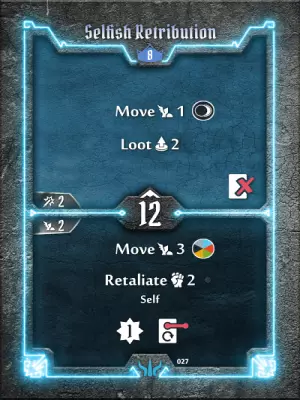 Selfish Retribution
8
Move 1
Loot 2
2
12
2
Move 3
Retaliate 2
Self
1
027